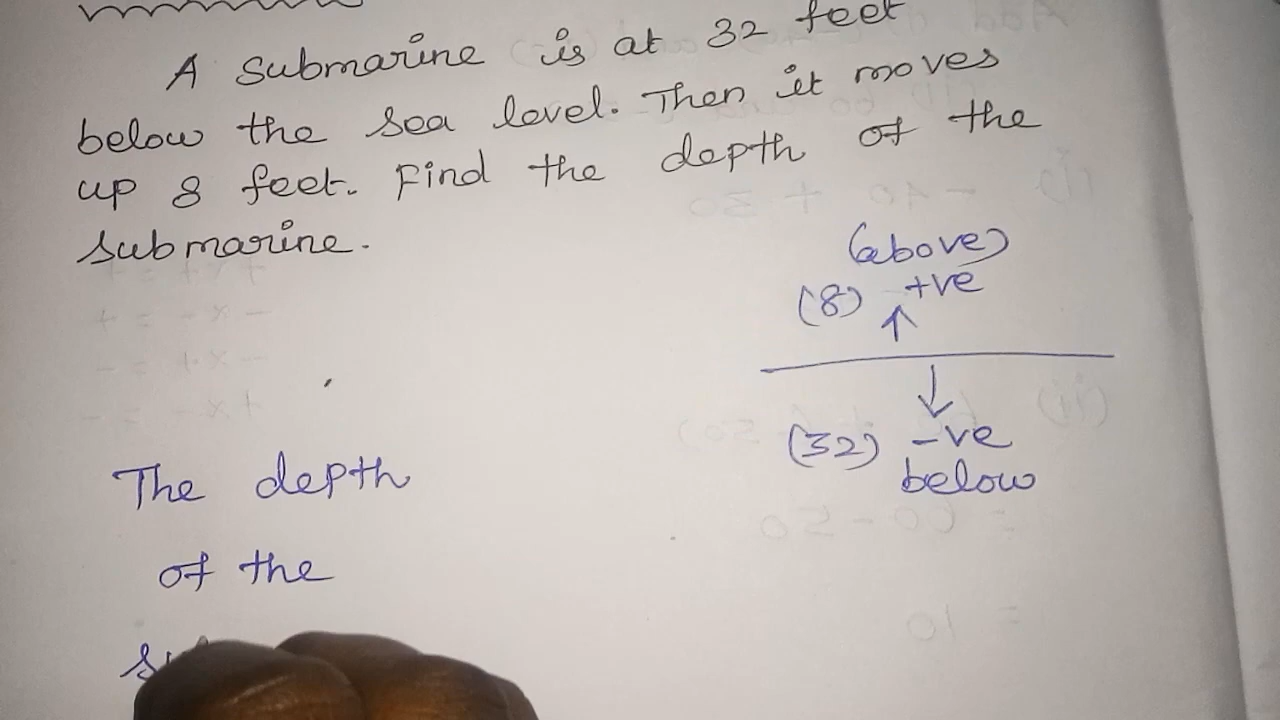 A submarine is at 32 feet
below the sea level. Then it moves
up 8 feet. Find the depth of the
submarine.
(above)
(8) +ve
↑
↓
(32) -ve
below
The depth
of the